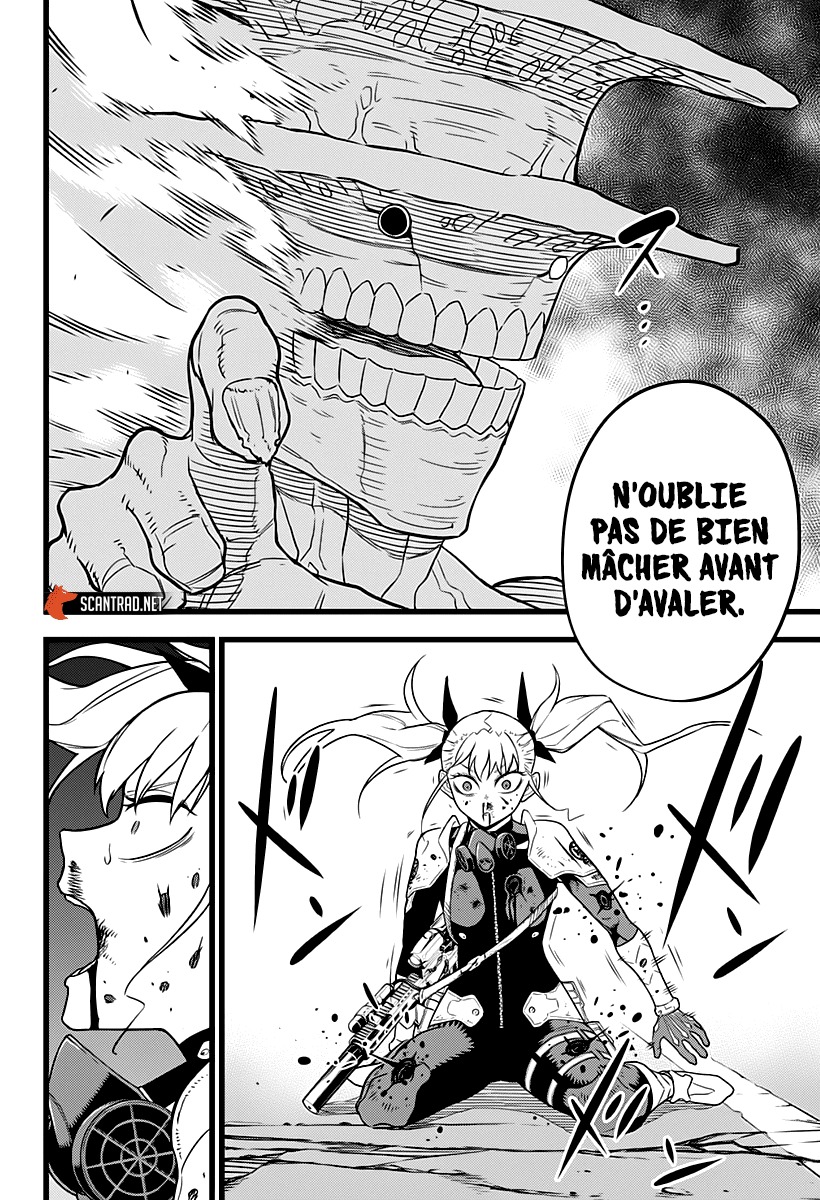 N'OUBLIE
PAS DE BIEN
MÂCHER AVANT
D'AVALER.
SCANTRAD.NET